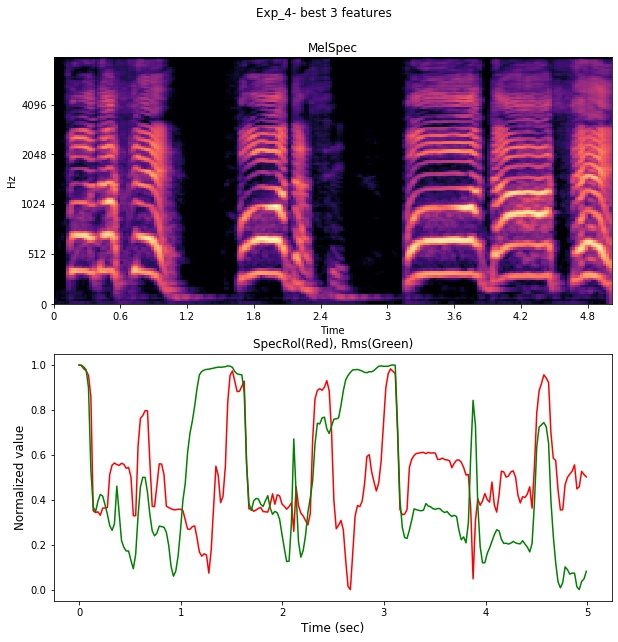 Exp_4- best 3 features
MelSpec
4096
2048
1024
512
0
Hz
0 0.6 1.2 1.8 2.4 3 3.6 4.2 4.8
Time
SpecRol(Red), Rms(Green)
1.0
0.8
0.6
0.4
0.2
0.0
Normalized value
0 1 2 3 4 5
Time (sec)